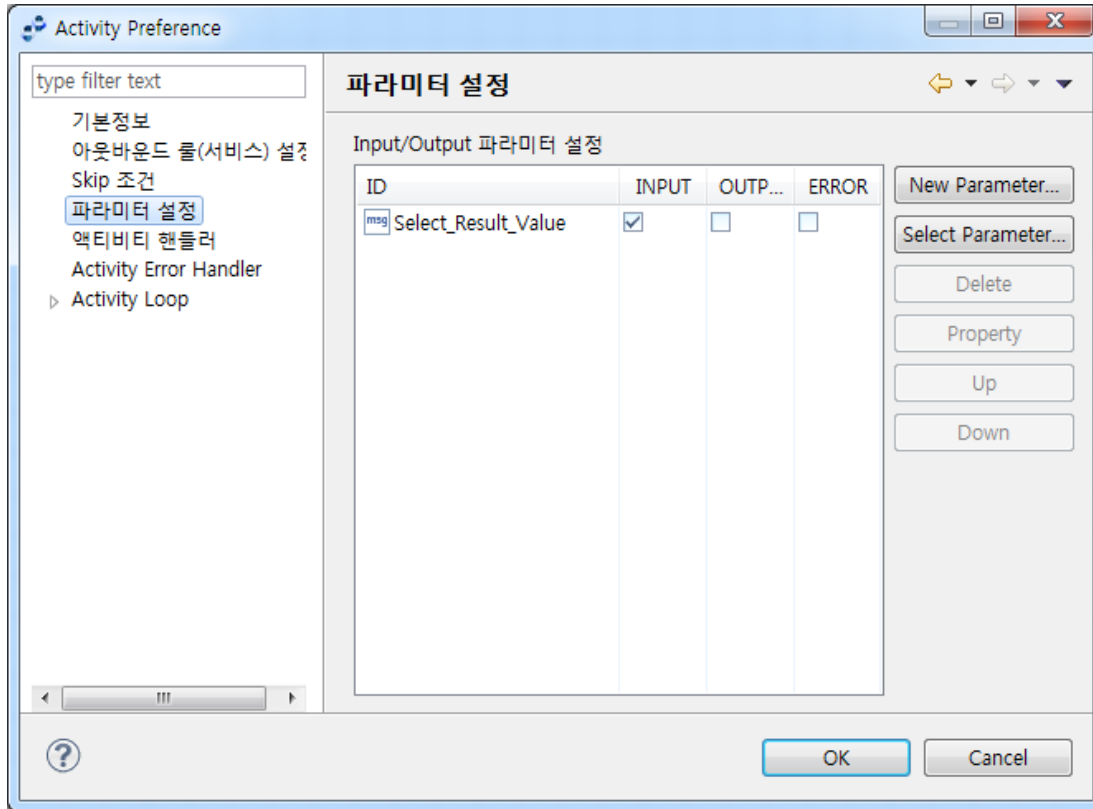 Activity Preference
type filter text
기본정보
아웃바운드 룰(서비스) 설정
Skip 조건
파라미터 설정
액티비티 핸들러
Activity Error Handler
Activity Loop
파라미터 설정
Input/Output 파라미터 설정
ID INPUT OUTP... ERROR
msg Select_Result_Value
New Parameter...
Select Parameter...
Delete
Property
Up
Down
OK Cancel